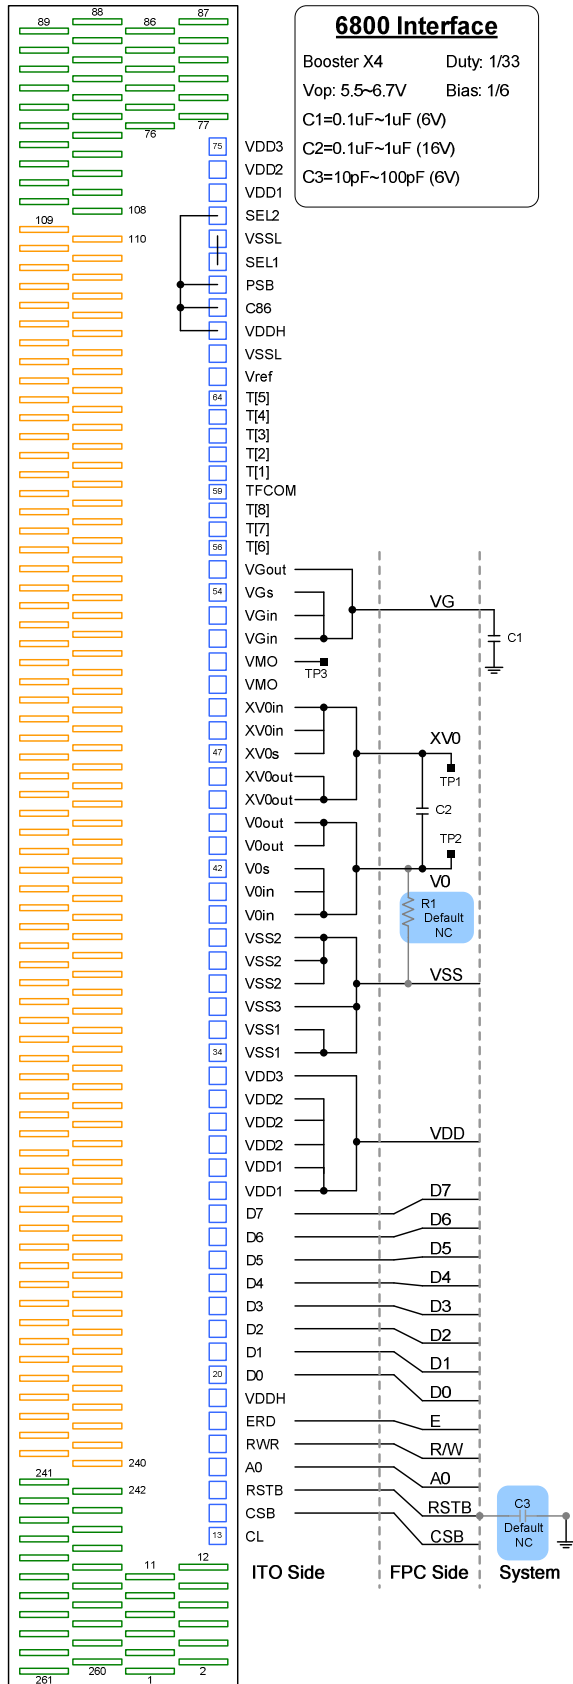 6800 Interface
Booster X4 Duty: 1/33
Vop: 5.5~6.7V Bias: 1/6
C1=0.1uF~1uF (6V)
C2=0.1uF~1uF (16V)
C3=10pF~100pF (6V)
88 87
89 86
77
76
75 VDD3
VDD2
VDD1
108 SEL2
109
110 VSSL
SEL1
PSB
C86
VDDH
VSSL
Vref
64 T[5]
T[4]
T[3]
T[2]
T[1]
59 TFCOM
T[8]
T[7]
56 T[6]
VGout
54 VGs VG
VGin
VGin C1
VMO TP3
VMO
XV0in
XV0in XV0
47 XV0s
XV0out TP1
XV0out C2
V0out
V0out TP2
42 V0s V0
V0in R1
V0in Default
NC
VSS2
VSS2
VSS2 VSS
VSS3
VSS1
34 VSS1
VDD3
VDD2
VDD2 VDD
VDD2
VDD1
VDD1 D7
D7 D6
D6 D5
D5 D4
D4 D3
D3 D2
D2 D1
D1 D0
20 D0
VDDH E
ERD R/W
RWR A0
240 A0
241
242 RSTB RSTB
CSB CSB
C3
Default
NC
13 CL
12
11 ITO Side FPC Side System
261 260 1 2